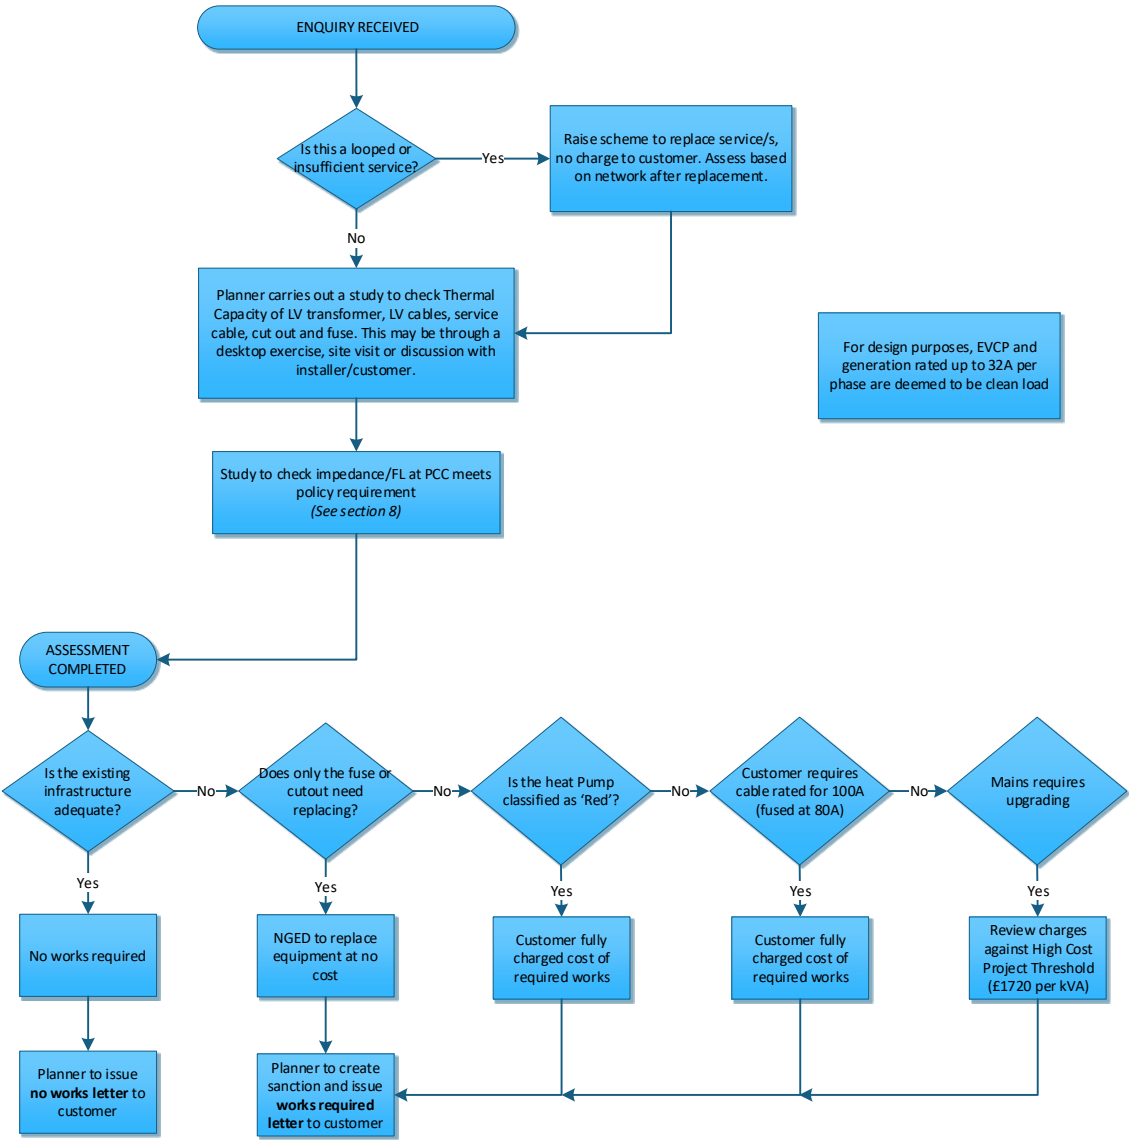 ENQUIRY RECEIVED
Is this a looped or
insufficient service?
Yes
Raise scheme to replace service/s,
no charge to customer. Assess based
on network after replacement.
No
Planner carries out a study to check Thermal
Capacity of LV transformer, LV cables, service
cable, cut out and fuse. This may be through a
desktop exercise, site visit or discussion with
installer/customer.
For design purposes, EVCP and
generation rated up to 32A per
phase are deemed to be clean load
Study to check impedance/FL at PCC meets
policy requirement
(See section 8)
ASSESSMENT
COMPLETED
Is the existing
infrastructure
adequate?
No
Does only the fuse or
cutout need
replacing?
No
Is the heat Pump
classified as ‘Red’?
No
Customer requires
cable rated for 100A
(fused at 80A)
No
Mains requires
upgrading
Yes
Yes
Yes
Yes
Yes
No works required
NGED to replace
equipment at no
cost
Customer fully
charged cost of
required works
Customer fully
charged cost of
required works
Review charges
against High Cost
Project Threshold
(£1720 per kVA)
Planner to issue
no works letter to
customer
Planner to create
sanction and issue
works required
letter to customer